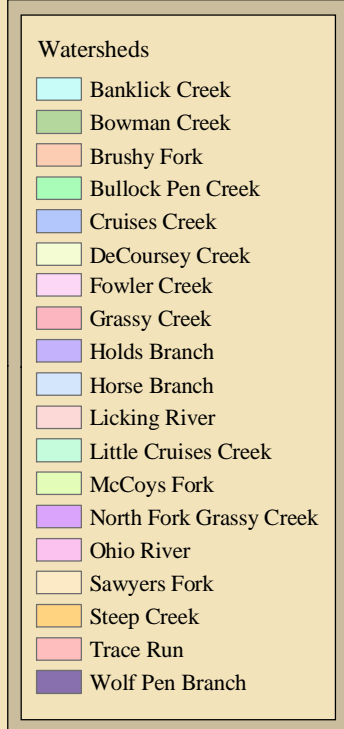 Watersheds
Banklick Creek
Bowman Creek
Brushy Fork
Bullock Pen Creek
Cruises Creek
DeCoursey Creek
Fowler Creek
Grassy Creek
Holds Branch
Horse Branch
Licking River
Little Cruises Creek
McCoys Fork
North Fork Grassy Creek
Ohio River
Sawyers Fork
Steep Creek
Trace Run
Wolf Pen Branch